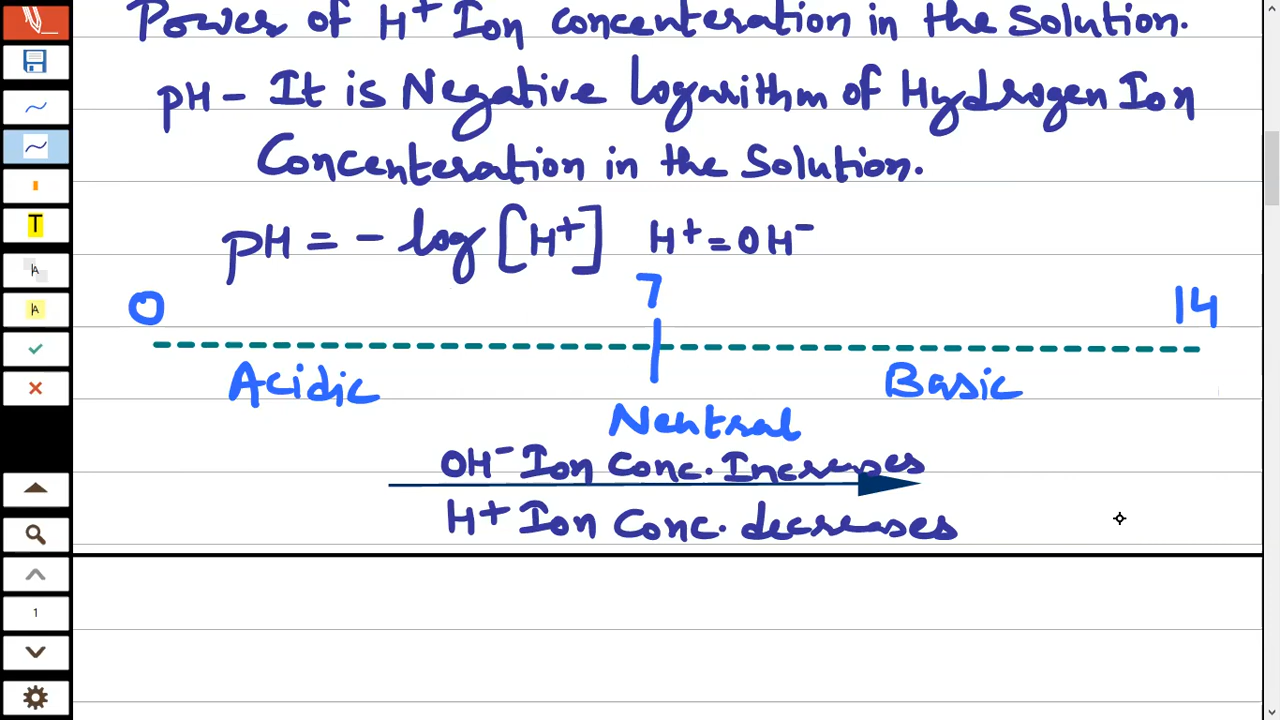 Power of H+ Ion concenteration in the Solution.
pH - It is Negative logarithm of Hydrogen Ion
Concenteration in the Solution.
pH = - log [H+] H+ = OH-
0 7 14
Acidic Basic
Neutral
OH- Ion Conc. Increases
H+ Ion Conc. decreases
T
A
A
1